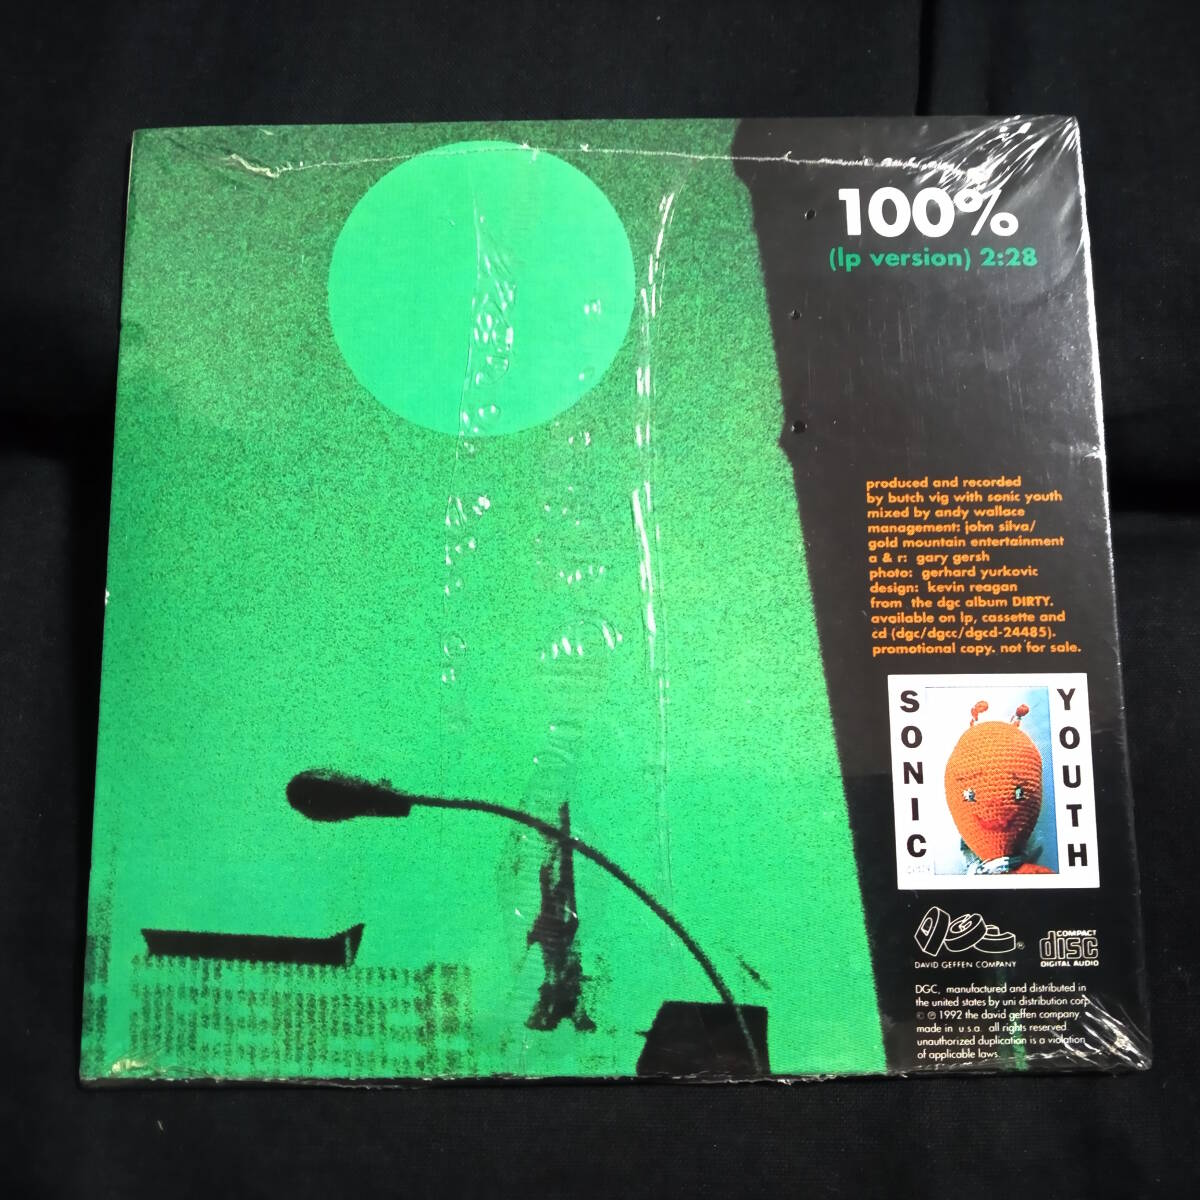 100%
(lp version) 2:28
produced and recorded
by butch vig with sonic youth
mixed by andy wallace
management: john silva/
gold mountain entertainment
a & r: gary gersh
photo: gerhard yurkovic
design: kevin reagan
from the dgc album DIRTY.
available on lp, cassette and
cd (dgc/dgcc/dgcd-24485).
promotional copy. not for sale.
SONIC
YOUTH
DAVID GEFFEN COMPANY
®
COMPACT
disc
DIGITAL AUDIO
DGC, manufactured and distributed in
the united states by uni distribution corp
© ℗ 1992 the david geffen company.
made in u s a. all rights reserved.
unauthorized duplication is a violation
of applicable laws.